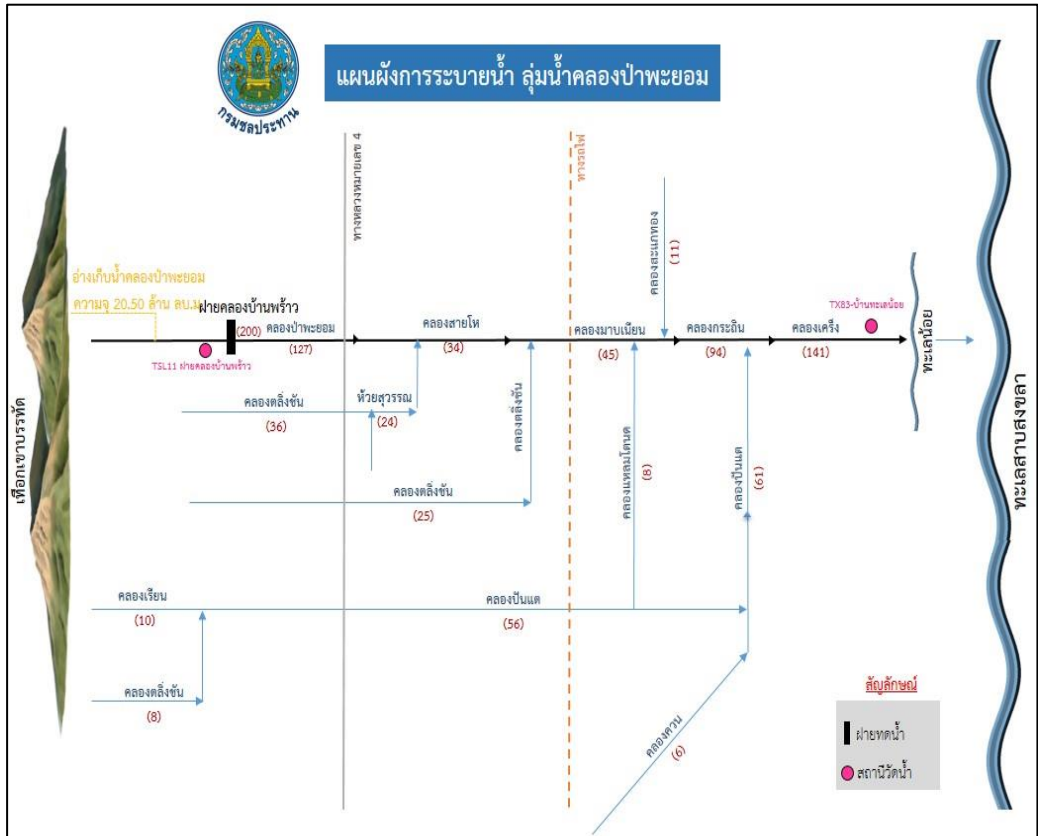 แผนผังการระบายน้ำ ลุ่มน้ำคลองป่าพะยอม
กรมชลประทาน
ทางหลวงหมายเลข 4
ทางรถไฟ
คลองสะแกทอง
(11)
อ่างเก็บน้ำคลองป่าพะยอม
ความจุ 20.50 ล้าน ลบ.ม
ฝายคลองบ้านพร้าว
(200)
คลองป่าพะยอม
(127)
คลองสายโห
(34)
คลองมาบเนียน
(45)
คลองกระถิน
(94)
คลองเคร็ง
(141)
TX83-บ้านทะเลน้อย
TSL11 ฝายคลองบ้านพร้าว
ทะเลน้อย
ทะเลสาบสงขลา
เทือกเขาบรรทัด
คลองตลิ่งชัน
(36)
ห้วยสุวรรณ
(24)
คลองตลิ่งชัน
คลองตลิ่งชัน
(25)
คลองแหลมโตนด
(8)
คลองปันแต
(61)
คลองเรียน
(10)
คลองปันแต
(56)
คลองตลิ่งชัน
(8)
คลองควน
(6)
สัญลักษณ์
ฝายทดน้ำ
สถานีวัดน้ำ